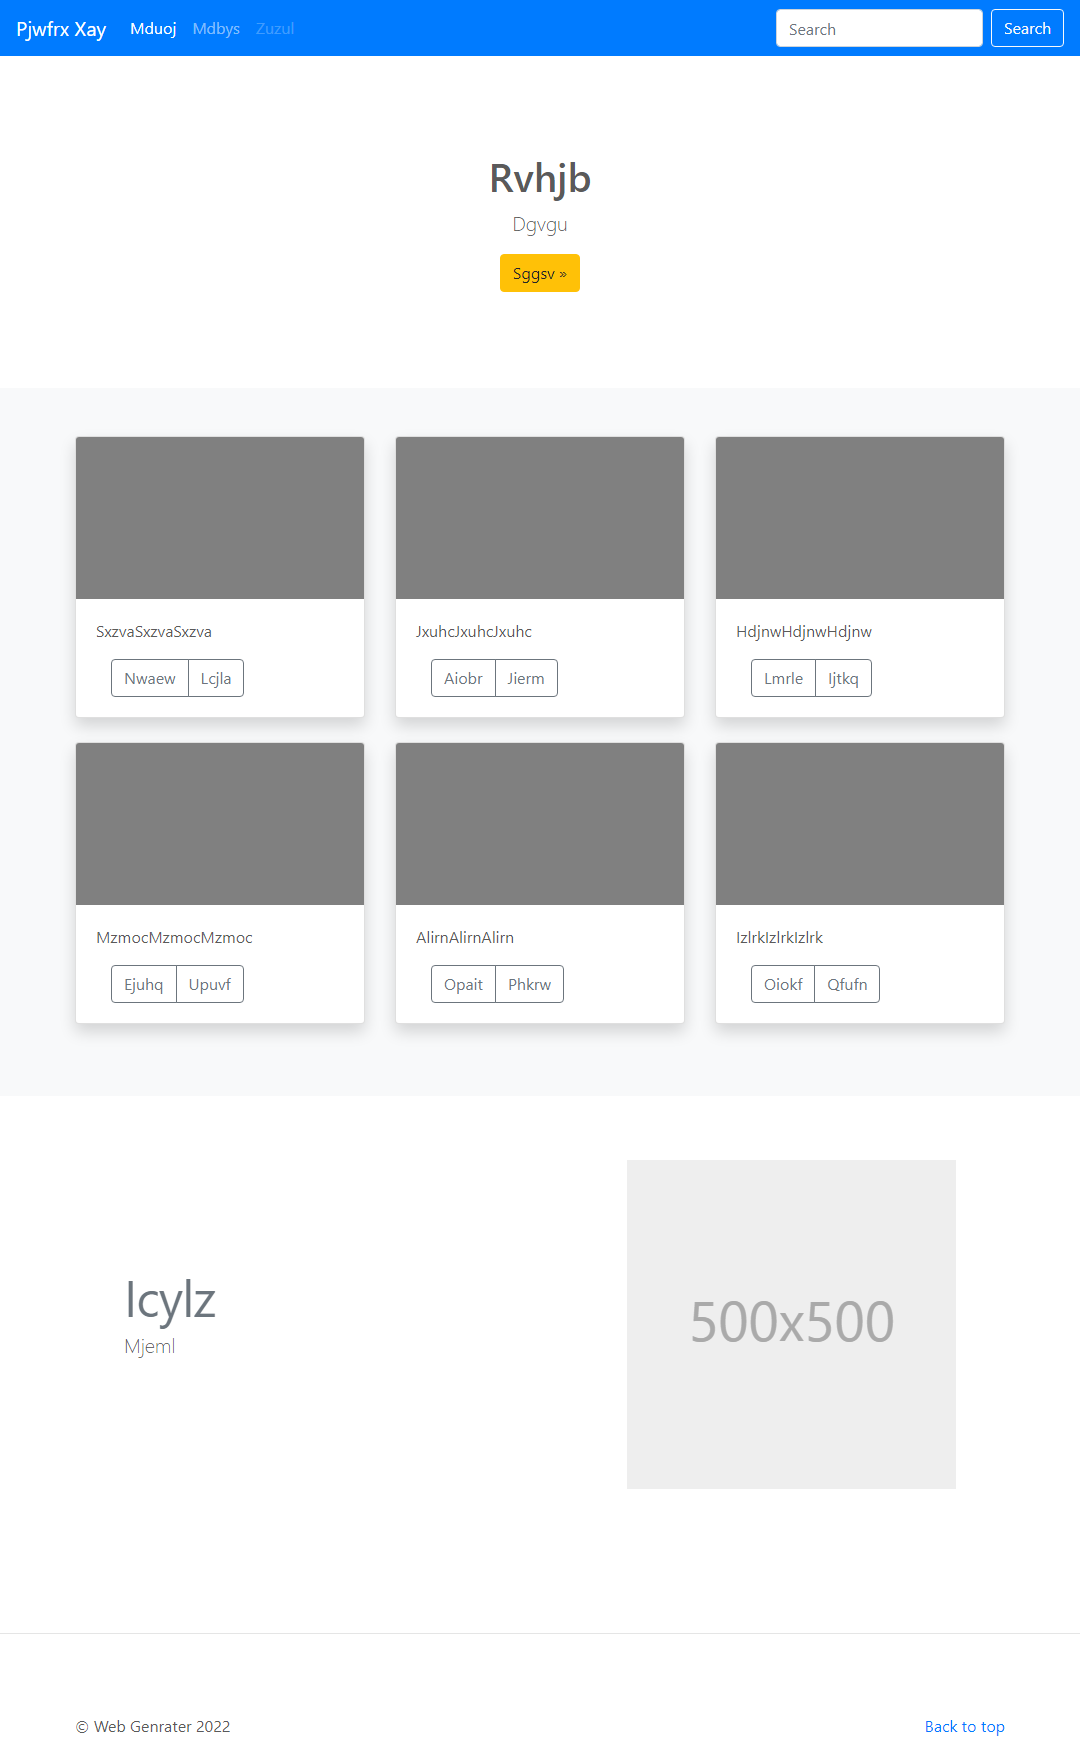 Pjwfrx Xay Mduoj Mdbys Zuzul Search Search
Rvhjb
Dgvgu
Sggsv »
SxzvaSxzvaSxzva JxuhcJxuhcJxuhc HdjnwHdjnwHdjnw
Nwaew Lcjla Aiobr Jierm Lmrle Ijtkq
MzmocMzmocMzmoc AlirnAlirnAlirn IzlrkIzlrkIzlrk
Ejuhq Upuvf Opait Phkrw Oiokf Qfufn
Icylz
Mjeml
500x500
© Web Genrater 2022 Back to top